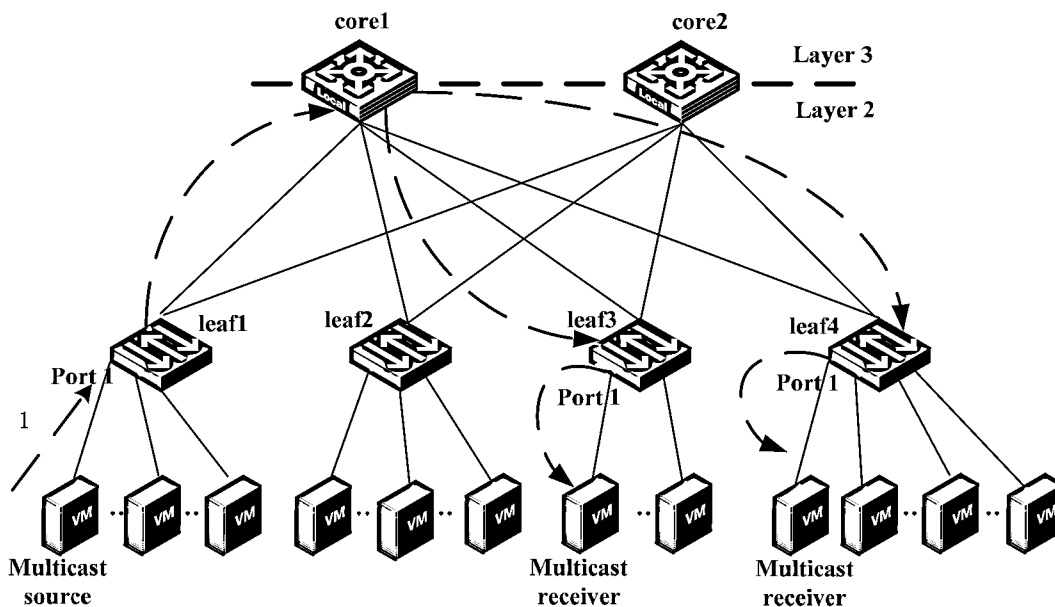 core1
core2
Layer 3
Layer 2
Local
Local
leaf1
leaf2
leaf3
leaf4
Port 1
Port 1
Port 1
1
VM
VM
VM
VM
VM
VM
VM
VM
VM
VM
VM
VM
Multicast
source
Multicast
receiver
Multicast
receiver